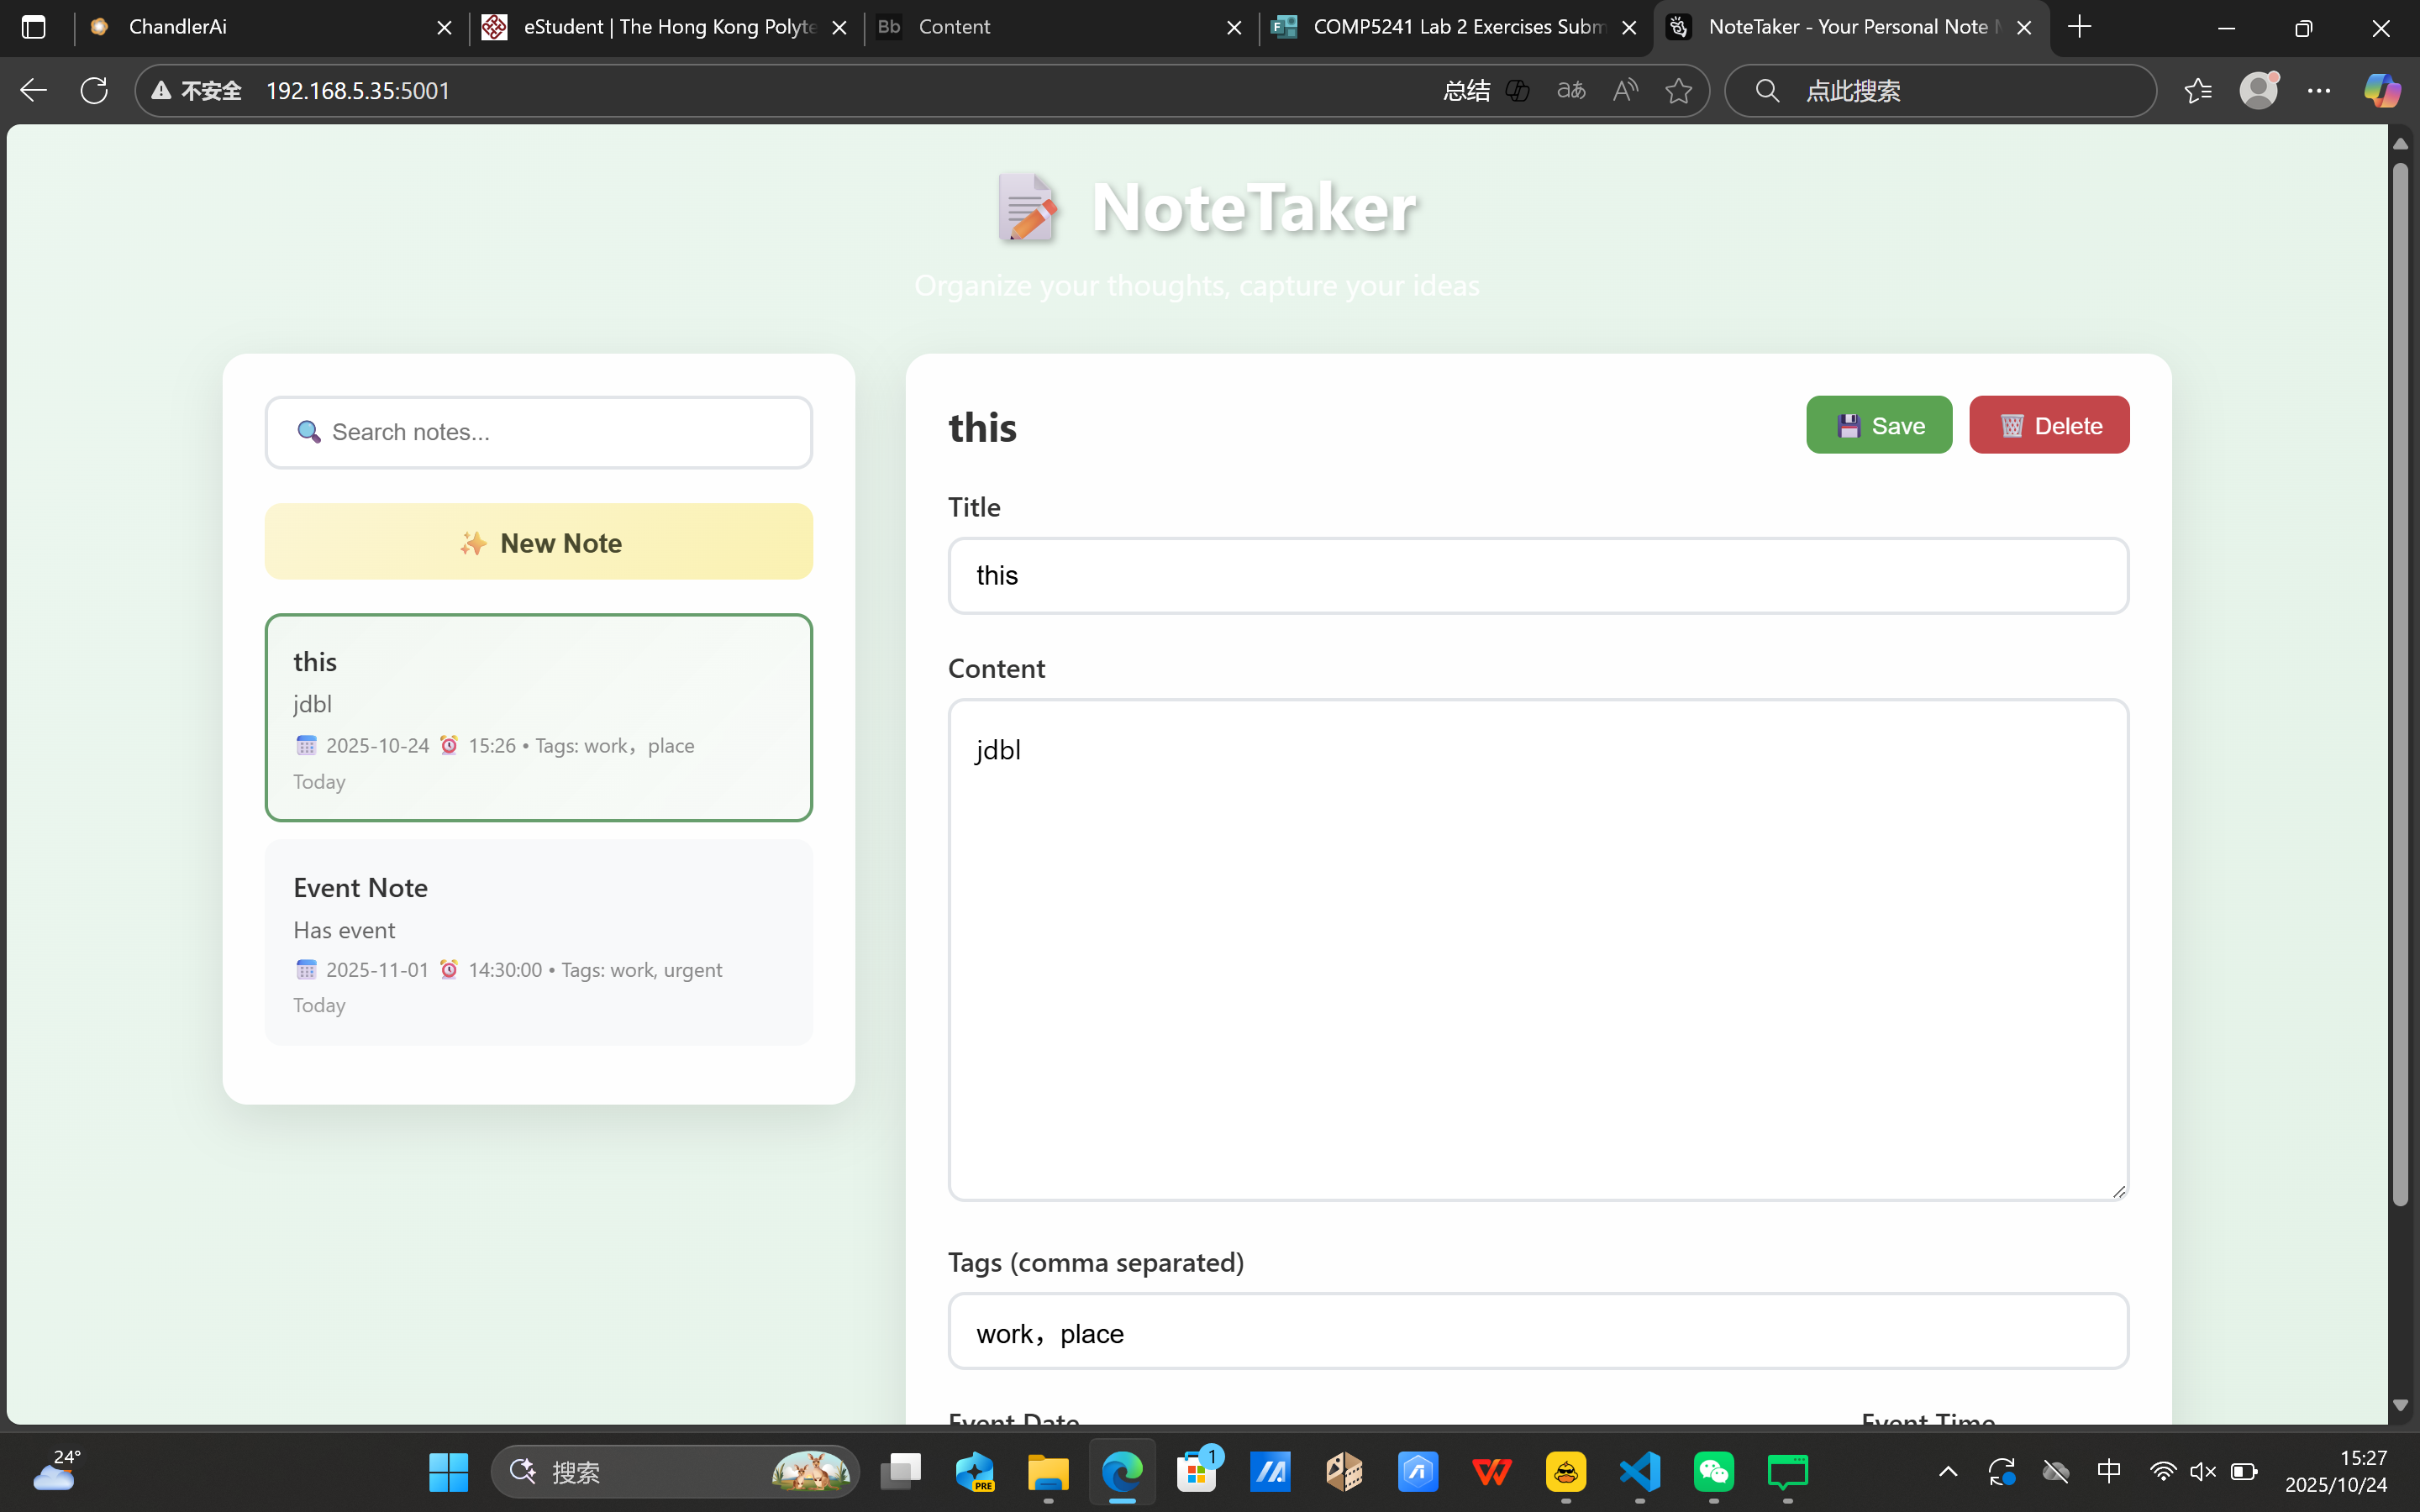 ChandlerAi
eStudent | The Hong Kong Polyte
Bb Content
COMP5241 Lab 2 Exercises Subm
NoteTaker - Your Personal Note M
不安全 192.168.5.35:5001
总结
点此搜索
NoteTaker
Organize your thoughts, capture your ideas
Search notes...
New Note
this
jdbl
2025-10-24 15:26 • Tags: work，place
Today
Event Note
Has event
2025-11-01 14:30:00 • Tags: work, urgent
Today
this
Save
Delete
Title
this
Content
jdbl
Tags (comma separated)
work，place
Event Date
Event Time
24°
搜索
PRE
1
中
15:27
2025/10/24